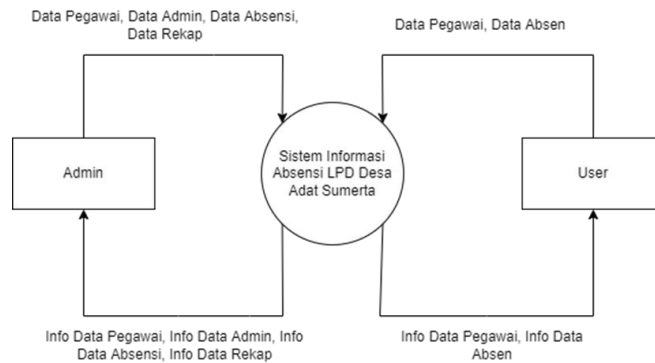 Data Pegawai, Data Admin, Data Absensi,
Data Rekap
Data Pegawai, Data Absen
Admin
Sistem Informasi
Absensi LPD Desa
Adat Sumerta
User
Info Data Pegawai, Info Data Admin, Info
Data Absensi, Info Data Rekap
Info Data Pegawai, Info Data
Absen